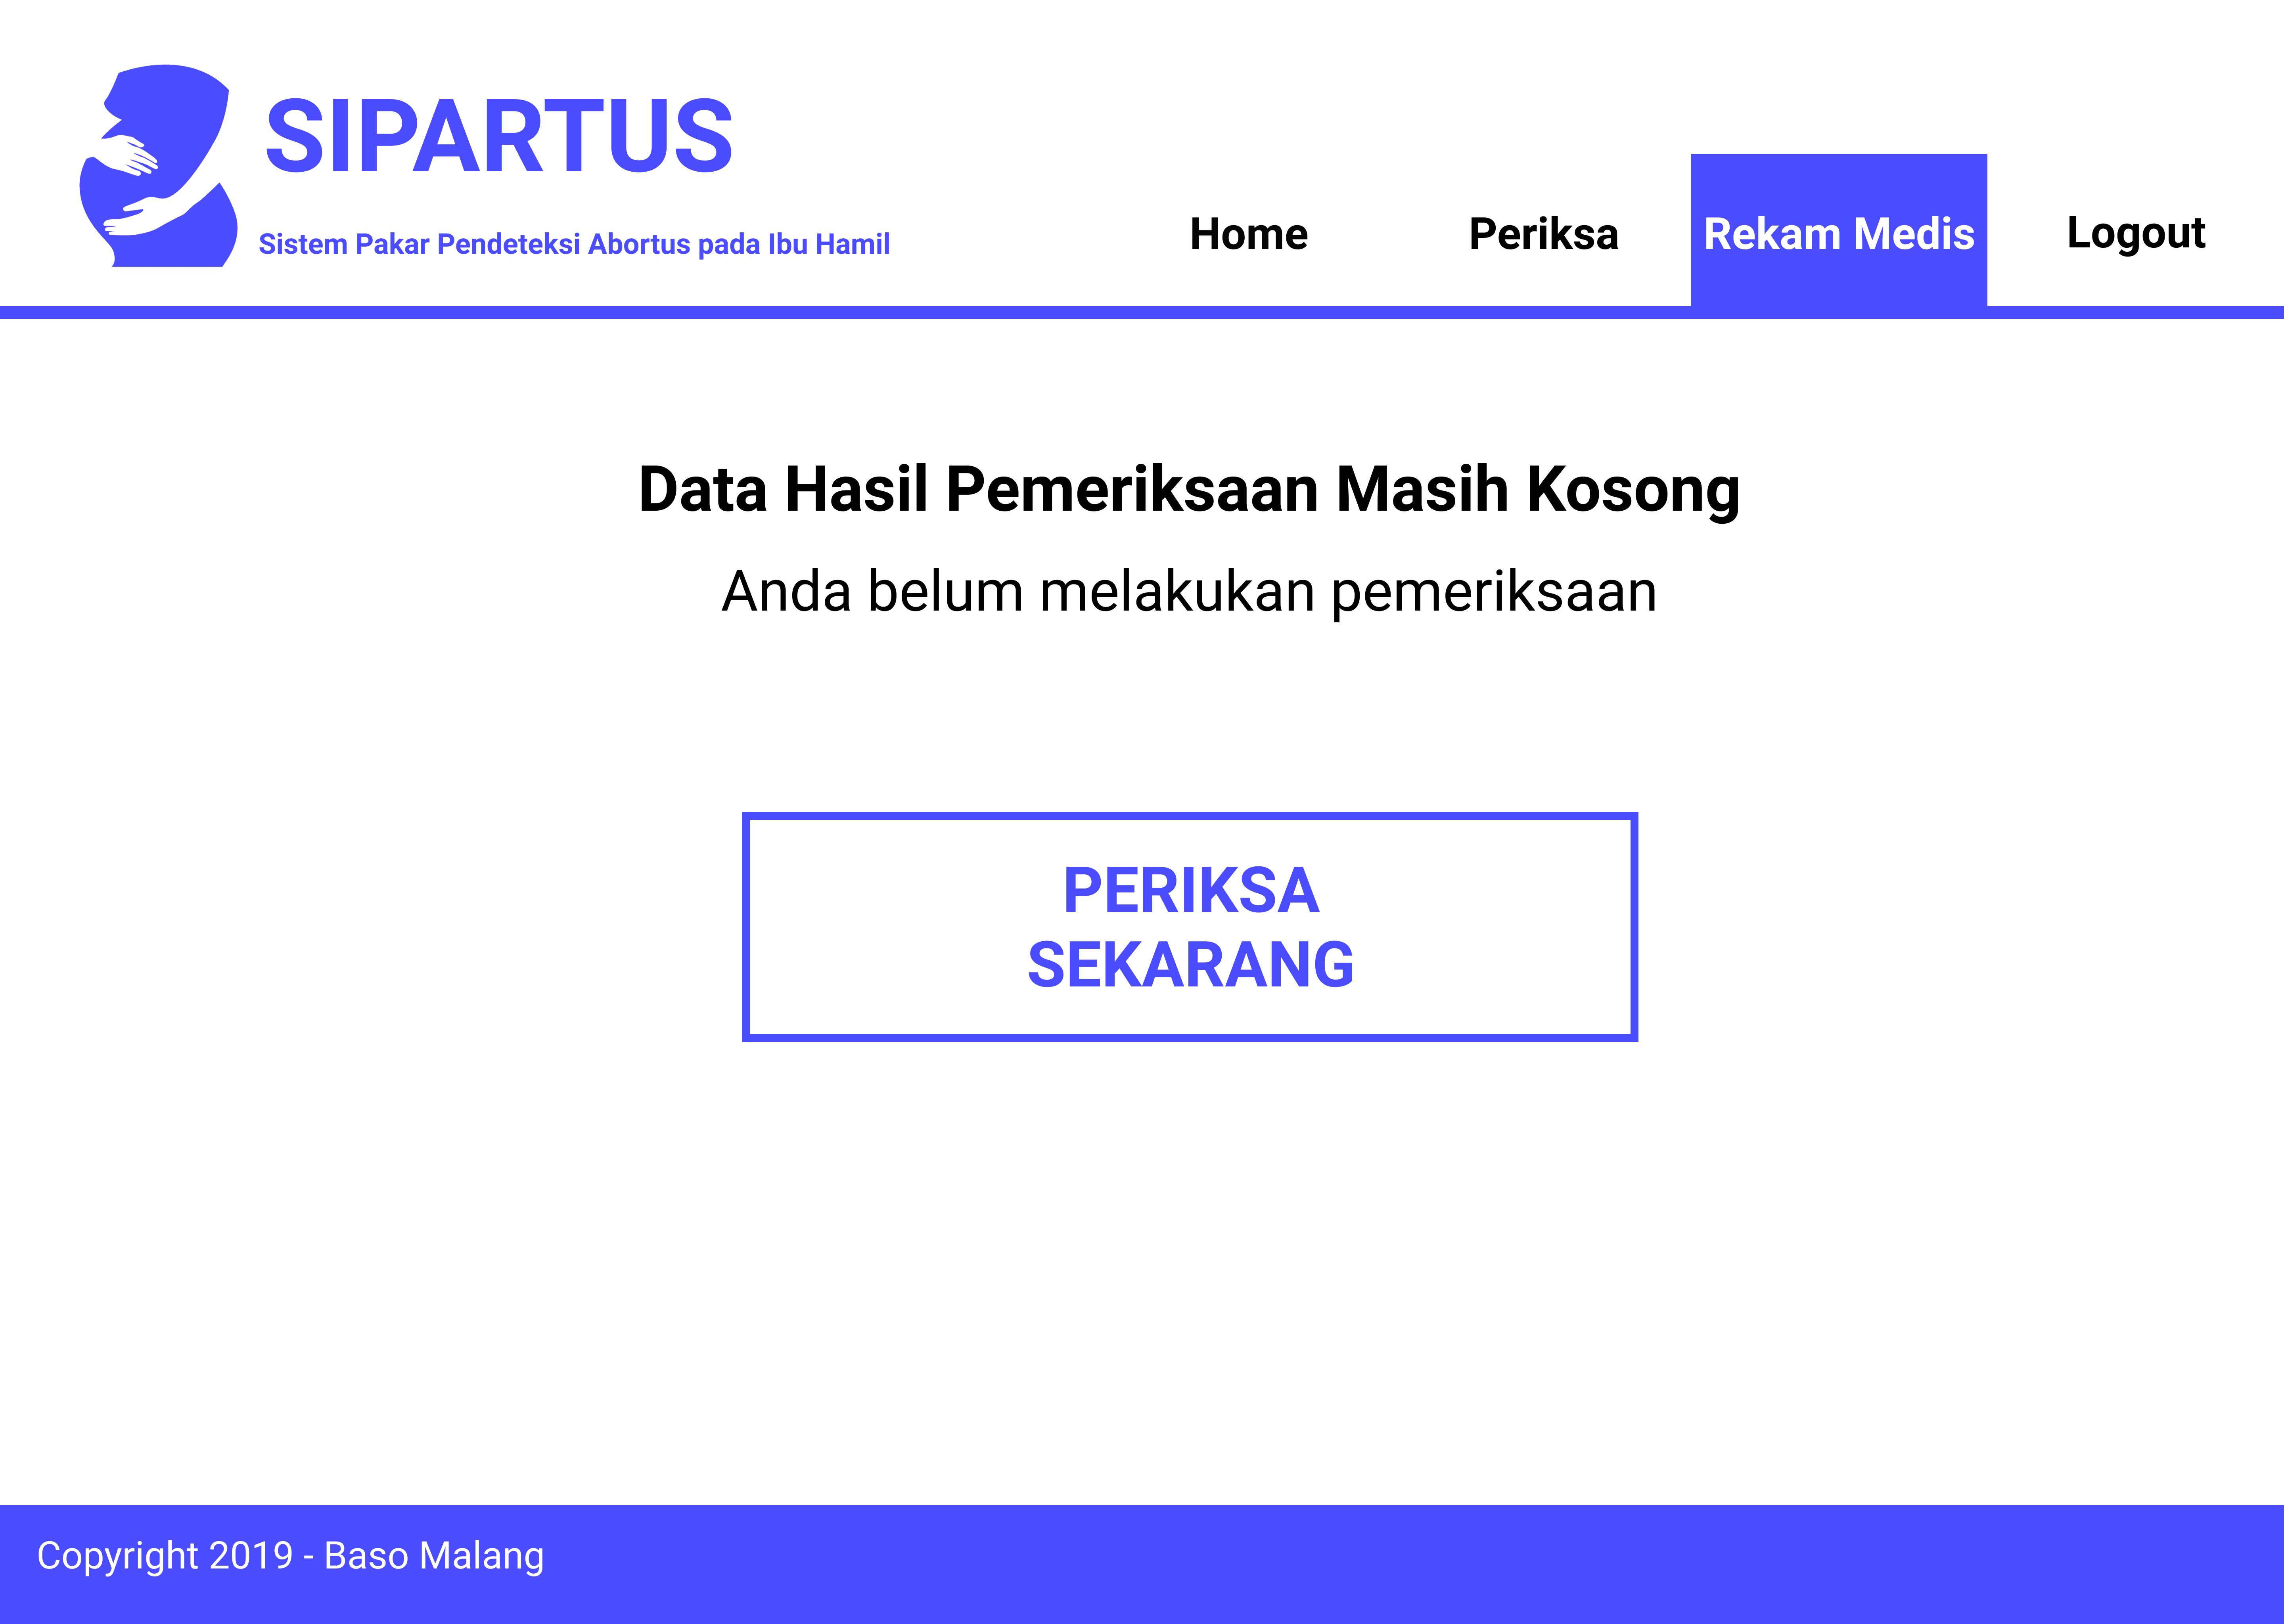 SIPARTUS
Sistem Pakar Pendeteksi Abortus pada Ibu Hamil
Home
Periksa
Rekam Medis
Logout
Data Hasil Pemeriksaan Masih Kosong
Anda belum melakukan pemeriksaan
PERIKSA
SEKARANG
Copyright 2019 - Baso Malang